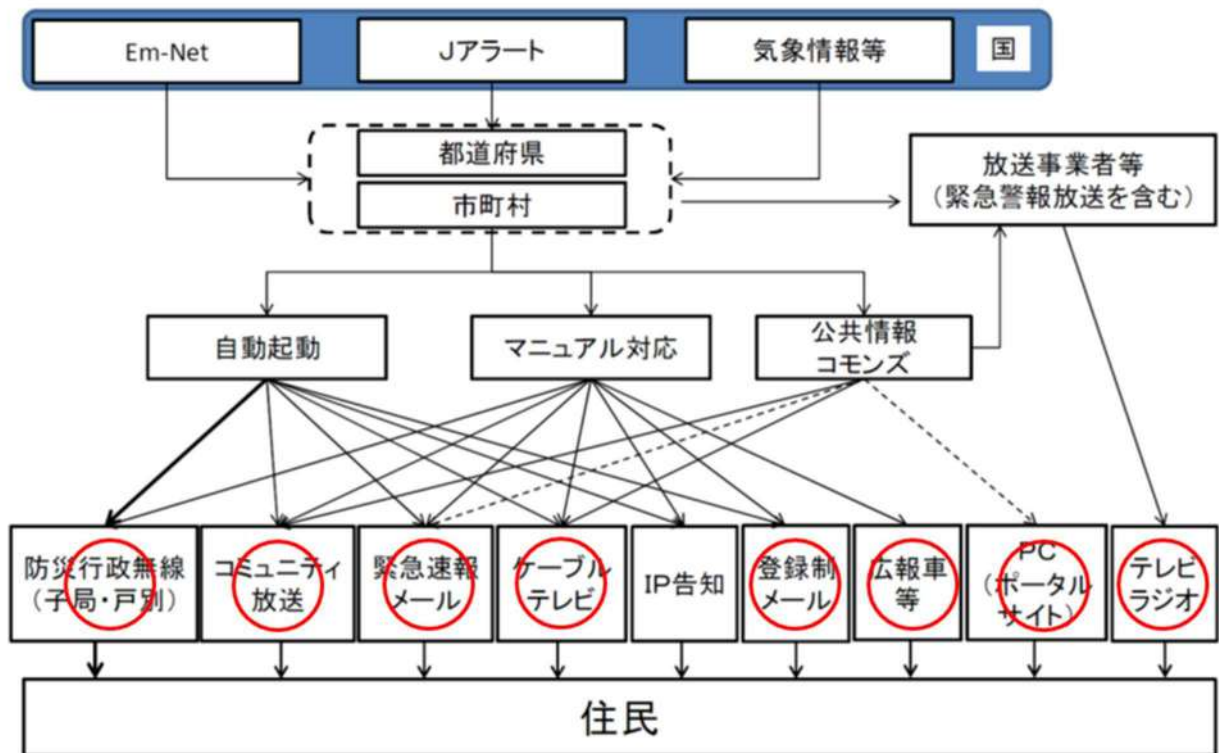 Em-Net
Jアラート
気象情報等
国
都道府県
市町村
放送事業者等
（緊急警報放送を含む）
自動起動
マニュアル対応
公共情報
コモンズ
防災行政無線
（子局・戸別）
コミュニティ
放送
緊急速報
メール
ケーブル
テレビ
IP告知
登録制
メール
広報車
等
PC
（ポータル
サイト）
テレビ
ラジオ
住民